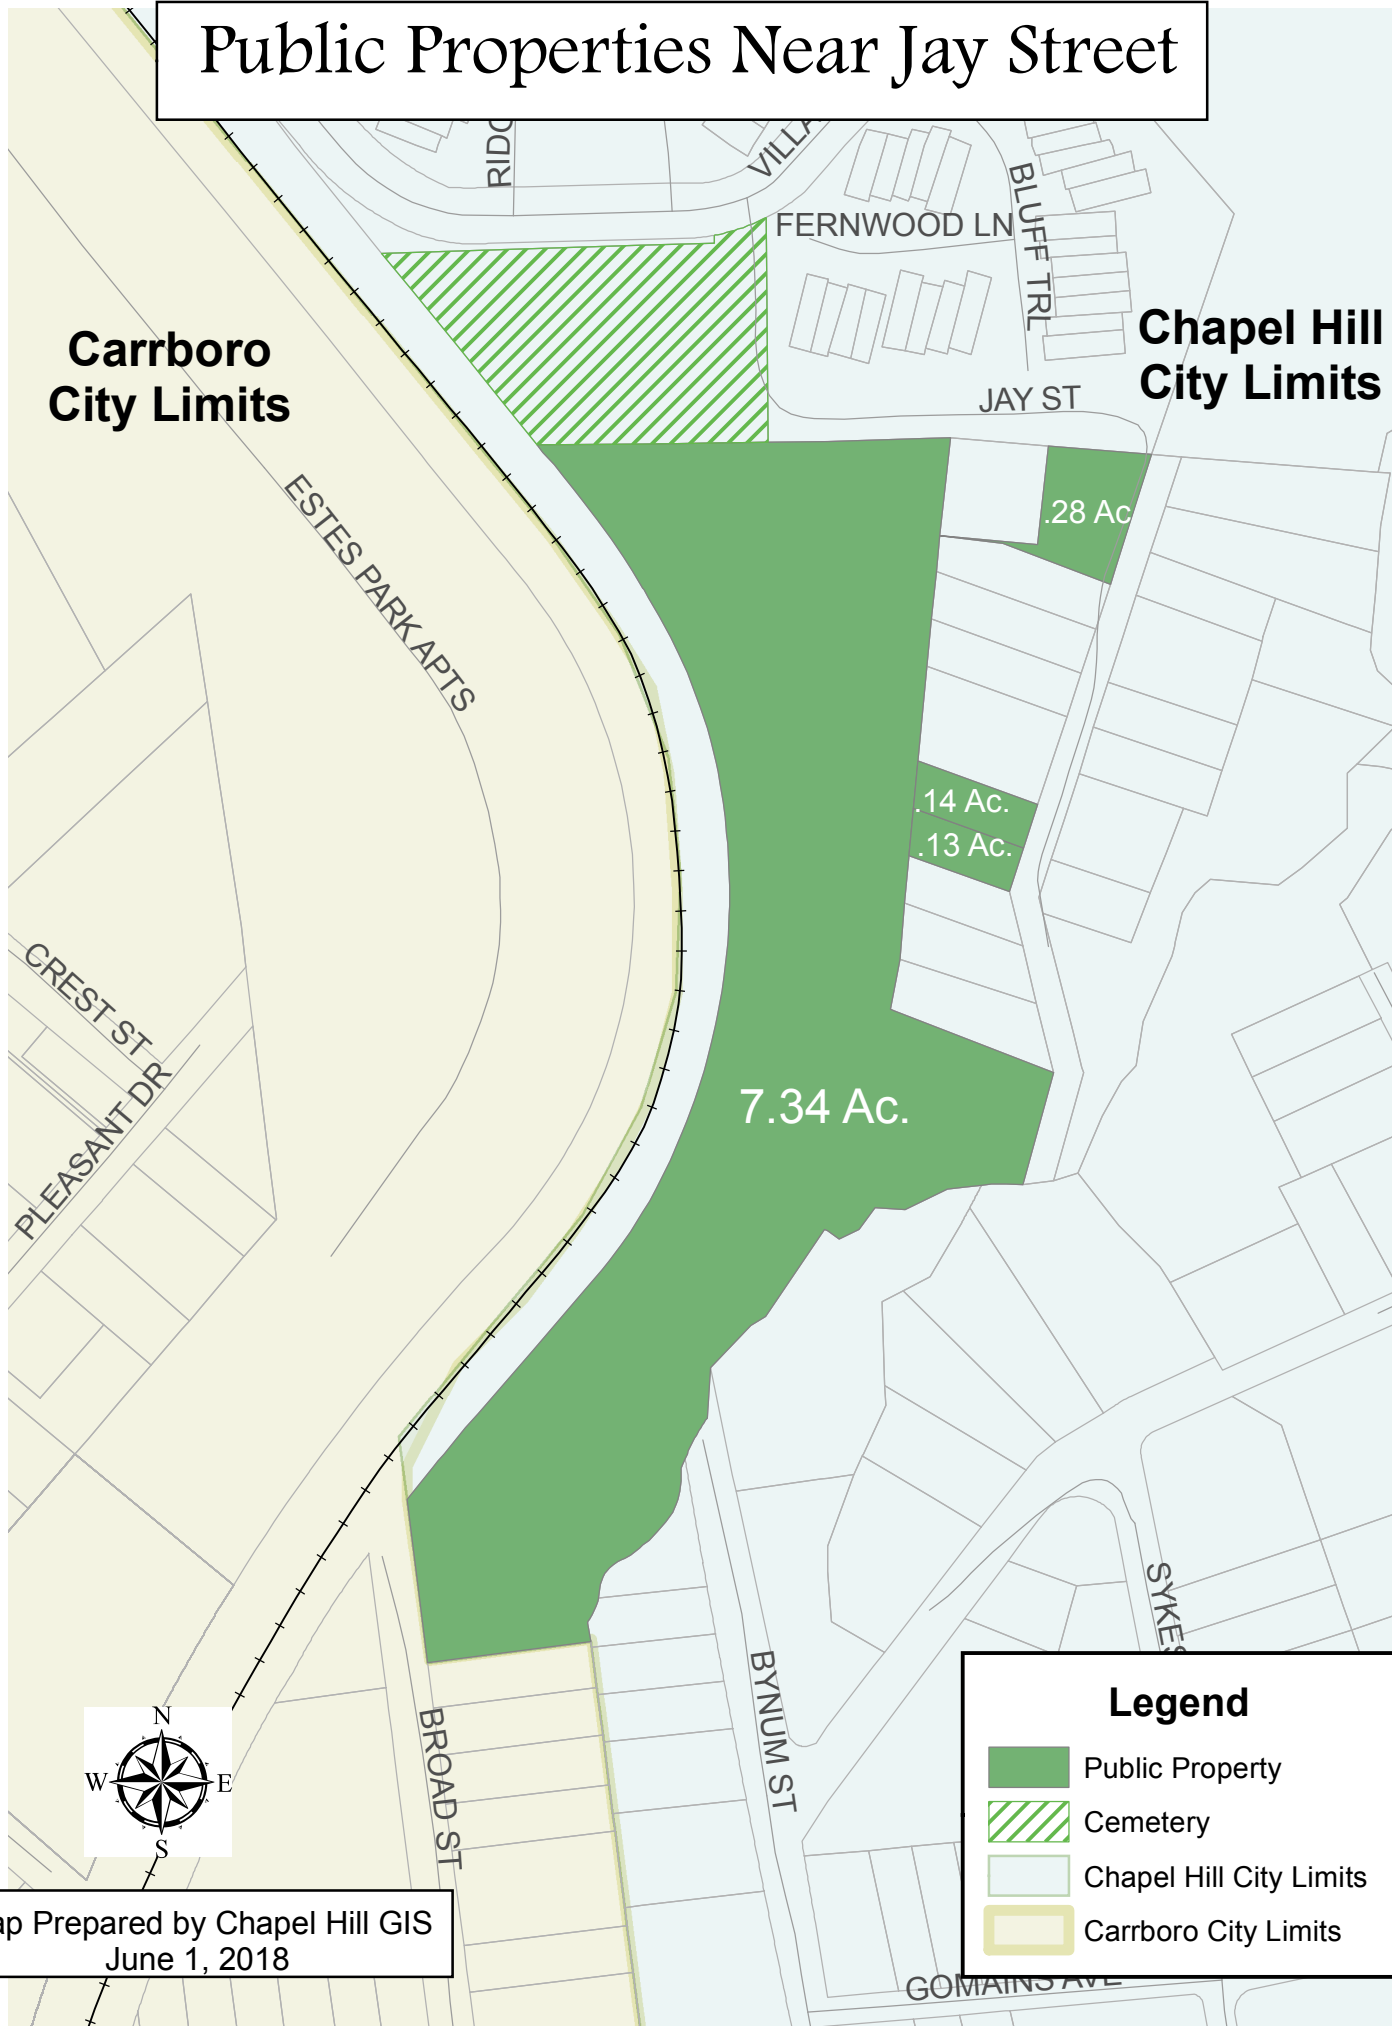 Public Properties Near Jay Street
FERNWOOD LN
BLUFF TRL
Carrboro
City Limits
Chapel Hill
City Limits
JAY ST
ESTES PARK APTS
.28 Ac
.14 Ac.
.13 Ac.
CREST ST
PLEASANT DR
7.34 Ac.
SYKES
BYNUM ST
BROAD ST
N
W
E
S
Legend
Public Property
Cemetery
Chapel Hill City Limits
Carrboro City Limits
ap Prepared by Chapel Hill GIS
June 1, 2018
GOMAINS AVE